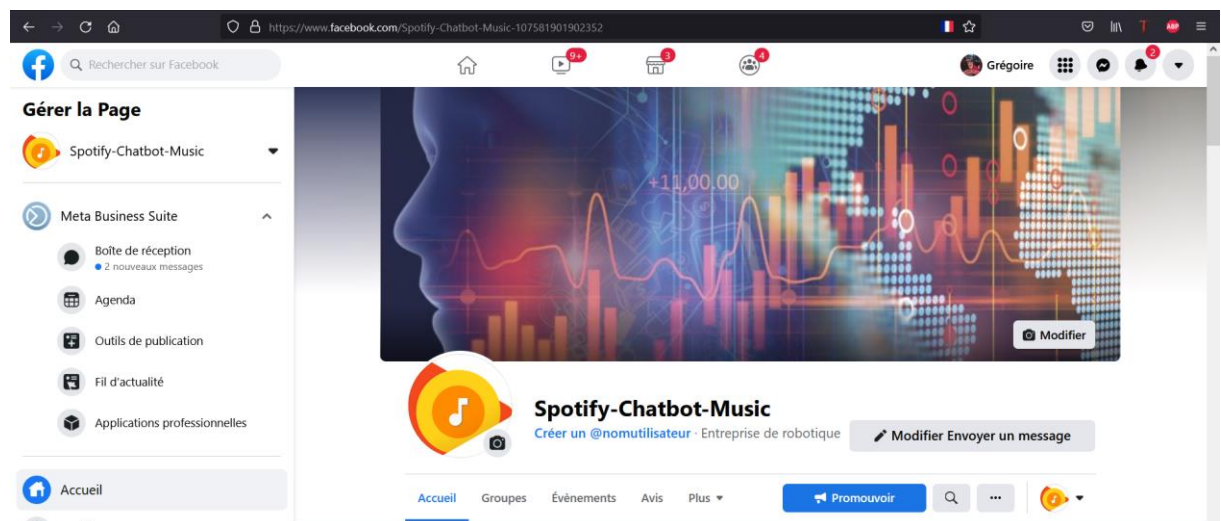 https://www.facebook.com/Spotify-Chatbot-Music-107581901902352
ABP
Rechercher sur Facebook
9+
3
4
Grégoire
2
Gérer la Page
Spotify-Chatbot-Music
Meta Business Suite
Boîte de réception
2 nouveaux messages
Agenda
Outils de publication
Fil d'actualité
Applications professionnelles
Accueil
+11,00.00
Modifier
Spotify-Chatbot-Music
Créer un @nomutilisateur · Entreprise de robotique
Modifier Envoyer un message
Accueil Groupes Évènements Avis Plus
Promouvoir